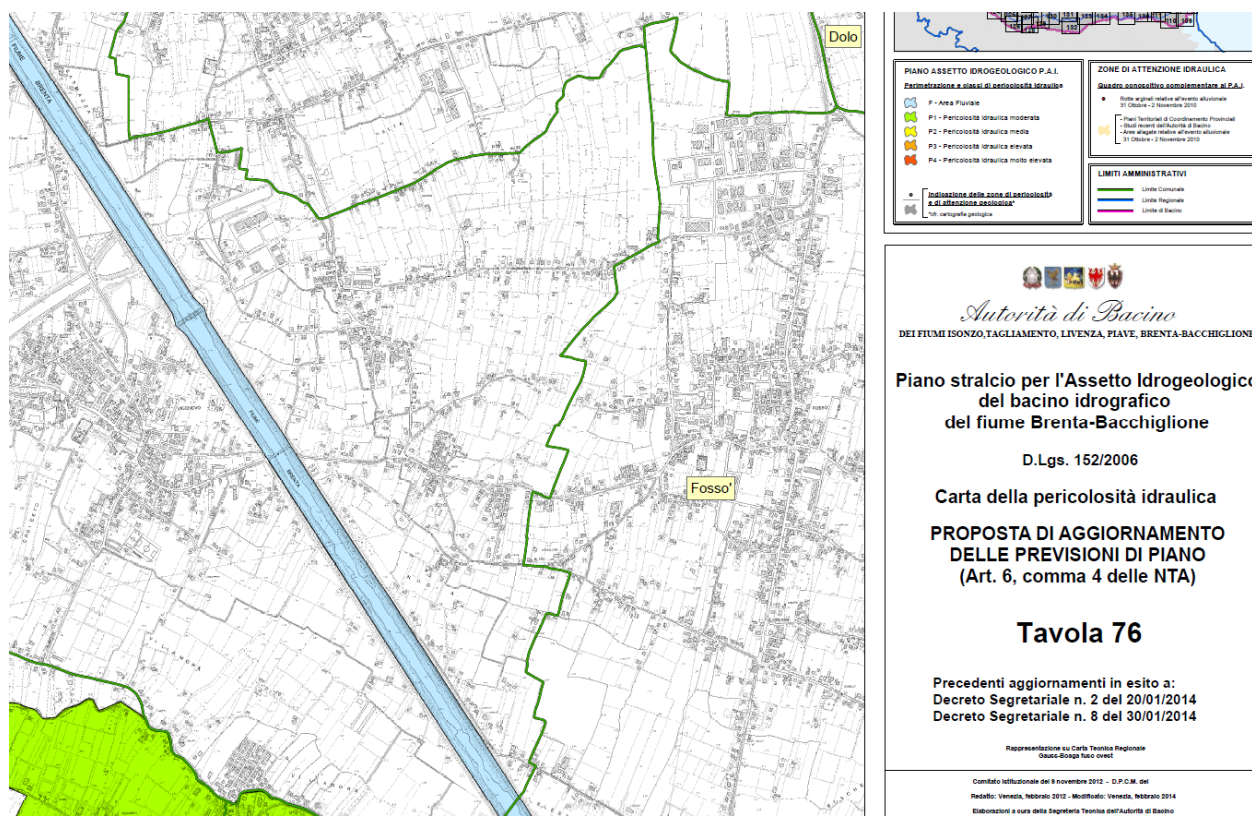 Dolo
FIUME
BRENTA
VIGONOVO
FIUME
BRENTA
FOSSO'
Fosso'
PIANO ASSETTO IDROGEOLOGICO P.A.I.
Perimetrazione e classi di pericolosità idraulica
F - Area Fluviale
P1 - Pericolosità idraulica moderata
P2 - Pericolosità idraulica media
P3 - Pericolosità idraulica elevata
P4 - Pericolosità idraulica molto elevata
Indicazione delle zone di pericolosità
e di attenzione geologica*
*cfr. cartografia geologica
ZONE DI ATTENZIONE IDRAULICA
Quadro conoscitivo complementare al P.A.I.
Rotte arginali relative all'evento alluvionale
31 Ottobre - 2 Novembre 2010
- Piani Territoriali di Coordinamento Provinciali
- Studi recenti dell'Autorità di Bacino
- Aree allagate relative all'evento alluvionale
31 Ottobre - 2 Novembre 2010
LIMITI AMMINISTRATIVI
Limite Comunale
Limite Regionale
Limite di Bacino
Autorità di Bacino
DEI FIUMI ISONZO, TAGLIAMENTO, LIVENZA, PIAVE, BRENTA-BACCHIGLIONE
Piano stralcio per l'Assetto Idrogeologico
del bacino idrografico
del fiume Brenta-Bacchiglione
D.Lgs. 152/2006
Carta della pericolosità idraulica
PROPOSTA DI AGGIORNAMENTO
DELLE PREVISIONI DI PIANO
(Art. 6, comma 4 delle NTA)
Tavola 76
Precedenti aggiornamenti in esito a:
Decreto Segretariale n. 2 del 20/01/2014
Decreto Segretariale n. 8 del 30/01/2014
Rappresentazione su Carta Tecnica Regionale
Gauss-Boaga fuso ovest
Comitato Istituzionale del 9 novembre 2012 - D.P.C.M. del
Redatto: Venezia, febbraio 2012 - Modificato: Venezia, febbraio 2014
Elaborazioni a cura della Segreteria Tecnica dell'Autorità di Bacino